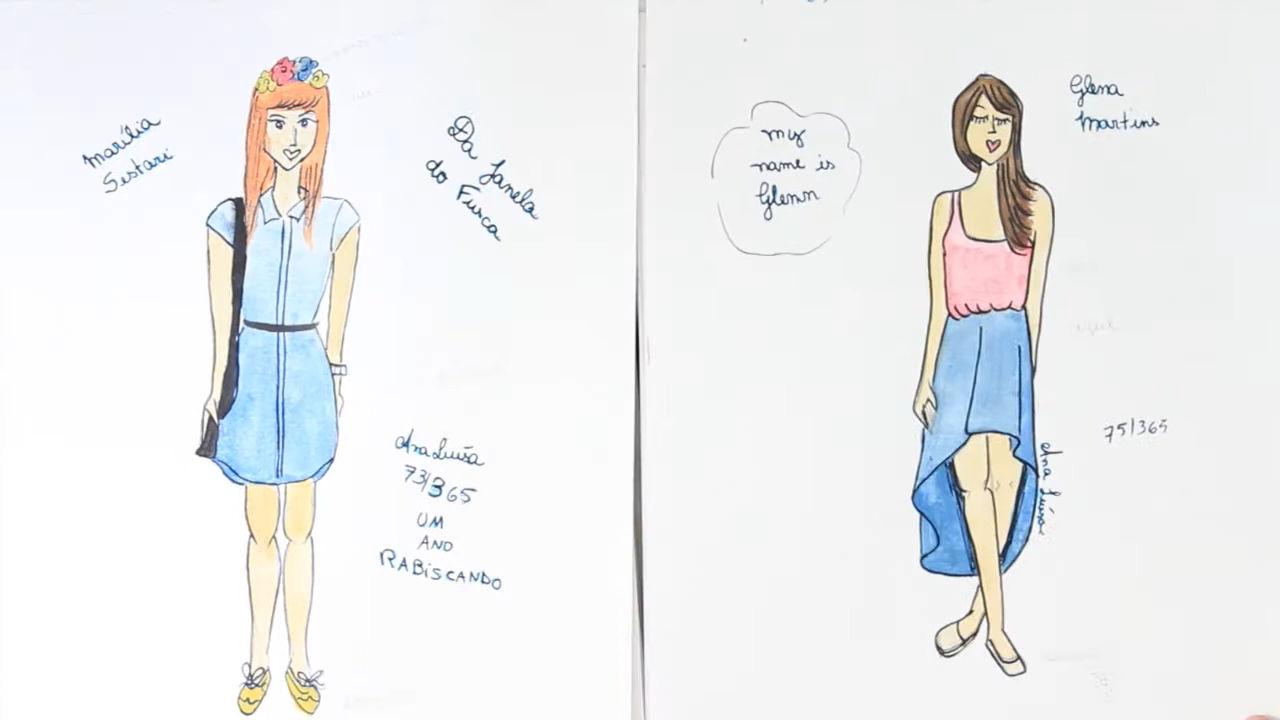 Marília
Sestari
Da Janela
do Fusca
Ana Luísa
73/365
UM
ANO
RABISCANDO
my
name is
Glenn
Glena
Martins
75/365
Ana Luísa